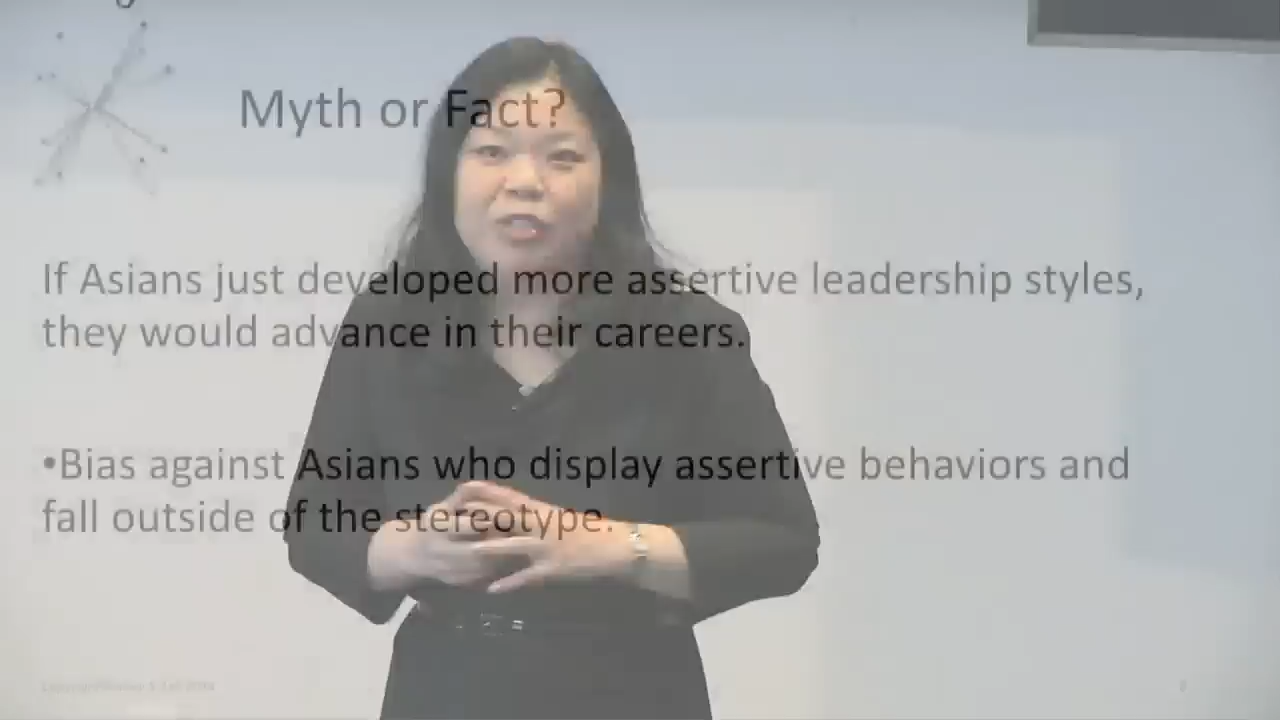 Myth or Fact?
If Asians just developed more assertive leadership styles,
they would advance in their careers.
•Bias against Asians who display assertive behaviors and
fall outside of the stereotype.